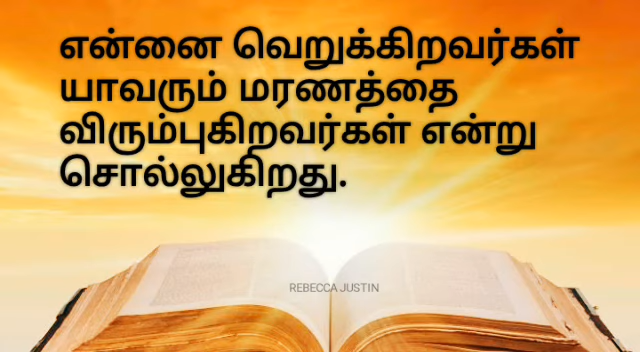 என்னை வெறுக்கிறவர்கள்
யாவரும் மரணத்தை
விரும்புகிறவர்கள் என்று
சொல்லுகிறது.
REBECCA JUSTIN